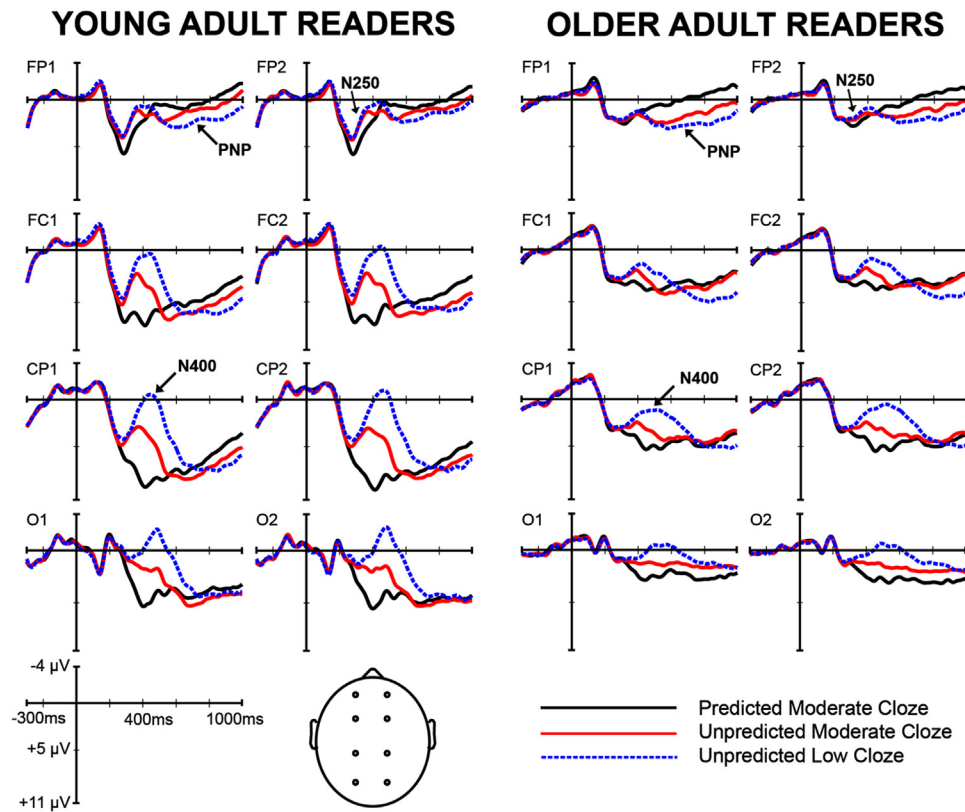 YOUNG ADULT READERS
OLDER ADULT READERS
FP1
FP2
N250
PNP
FP1
FP2
N250
PNP
FC1
FC2
FC1
FC2
CP1
N400
CP2
CP1
N400
CP2
O1
O2
O1
O2
-4 µV
-300ms
400ms
1000ms
+5 µV
+11 µV
Predicted Moderate Cloze
Unpredicted Moderate Cloze
Unpredicted Low Cloze